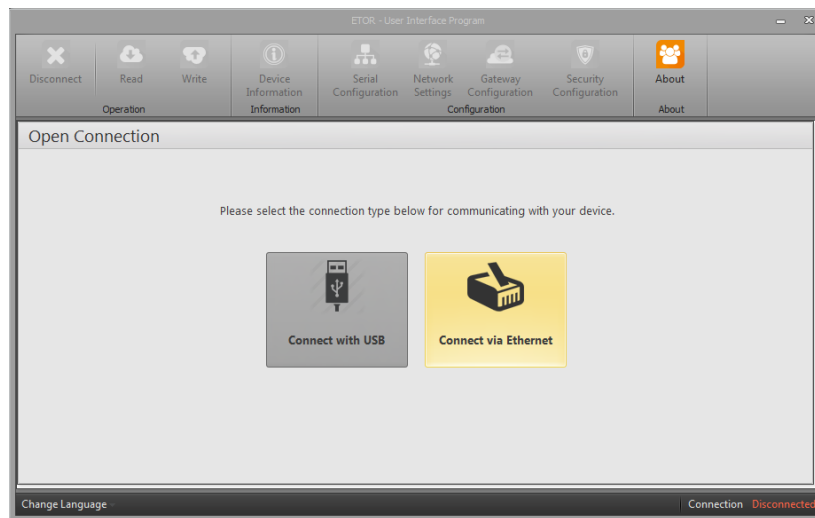 ETOR - User Interface Program
Disconnect
Read
Write
Device
Information
Serial
Configuration
Network
Settings
Gateway
Configuration
Security
Configuration
About
Operation
Information
Configuration
About
Open Connection
Please select the connection type below for communicating with your device.
Connect with USB
Connect via Ethernet
Change Language
Connection Disconnected